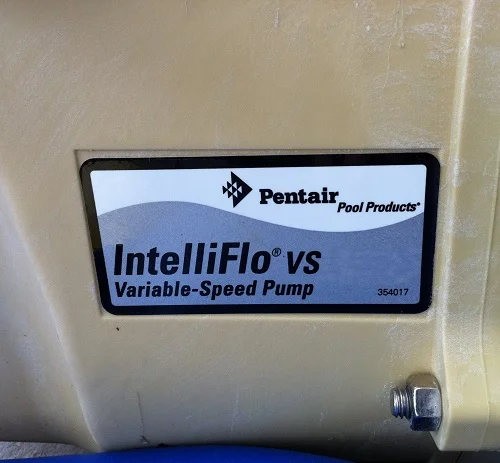 Pentair
Pool Products®
IntelliFlo® VS
Variable-Speed Pump
354017